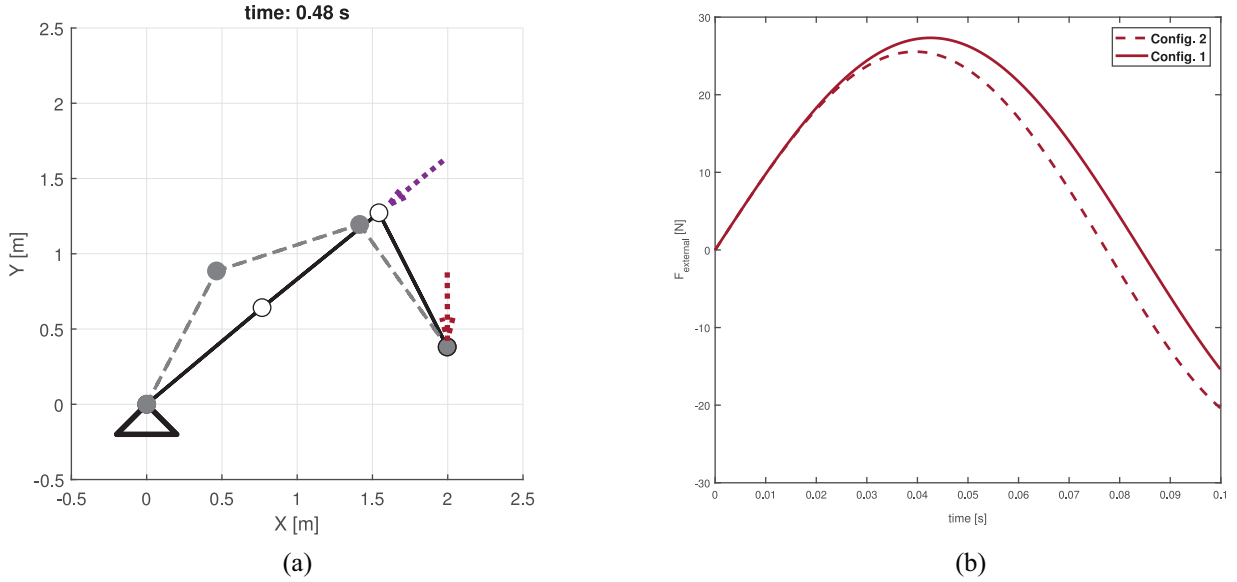 time: 0.48 s
2.5
2
1.5
1
0.5
0
-0.5
Y [m]
-0.5 0 0.5 1 1.5 2 2.5
X [m]
(a)
30
20
10
0
-10
-20
-30
F_external [N]
Config. 2
Config. 1
0 0.01 0.02 0.03 0.04 0.05 0.06 0.07 0.08 0.09 0.1
time [s]
(b)